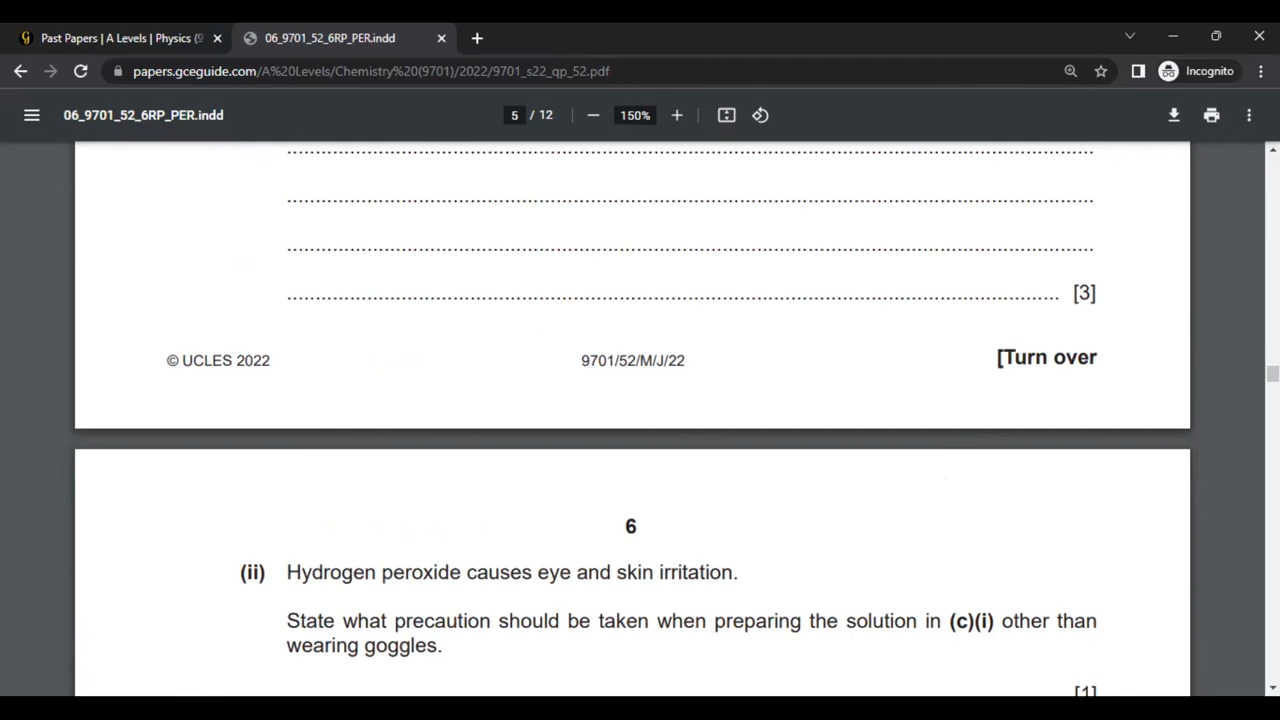 Past Papers | A Levels | Physics (9
06_9701_52_6RP_PER.indd
papers.gceguide.com/A%20Levels/Chemistry%20(9701)/2022/9701_s22_qp_52.pdf
Incognito
06_9701_52_6RP_PER.indd
5 / 12
150%
[3]
© UCLES 2022
9701/52/M/J/22
[Turn over
6
(ii) Hydrogen peroxide causes eye and skin irritation.
State what precaution should be taken when preparing the solution in (c)(i) other than
wearing goggles.
[1]